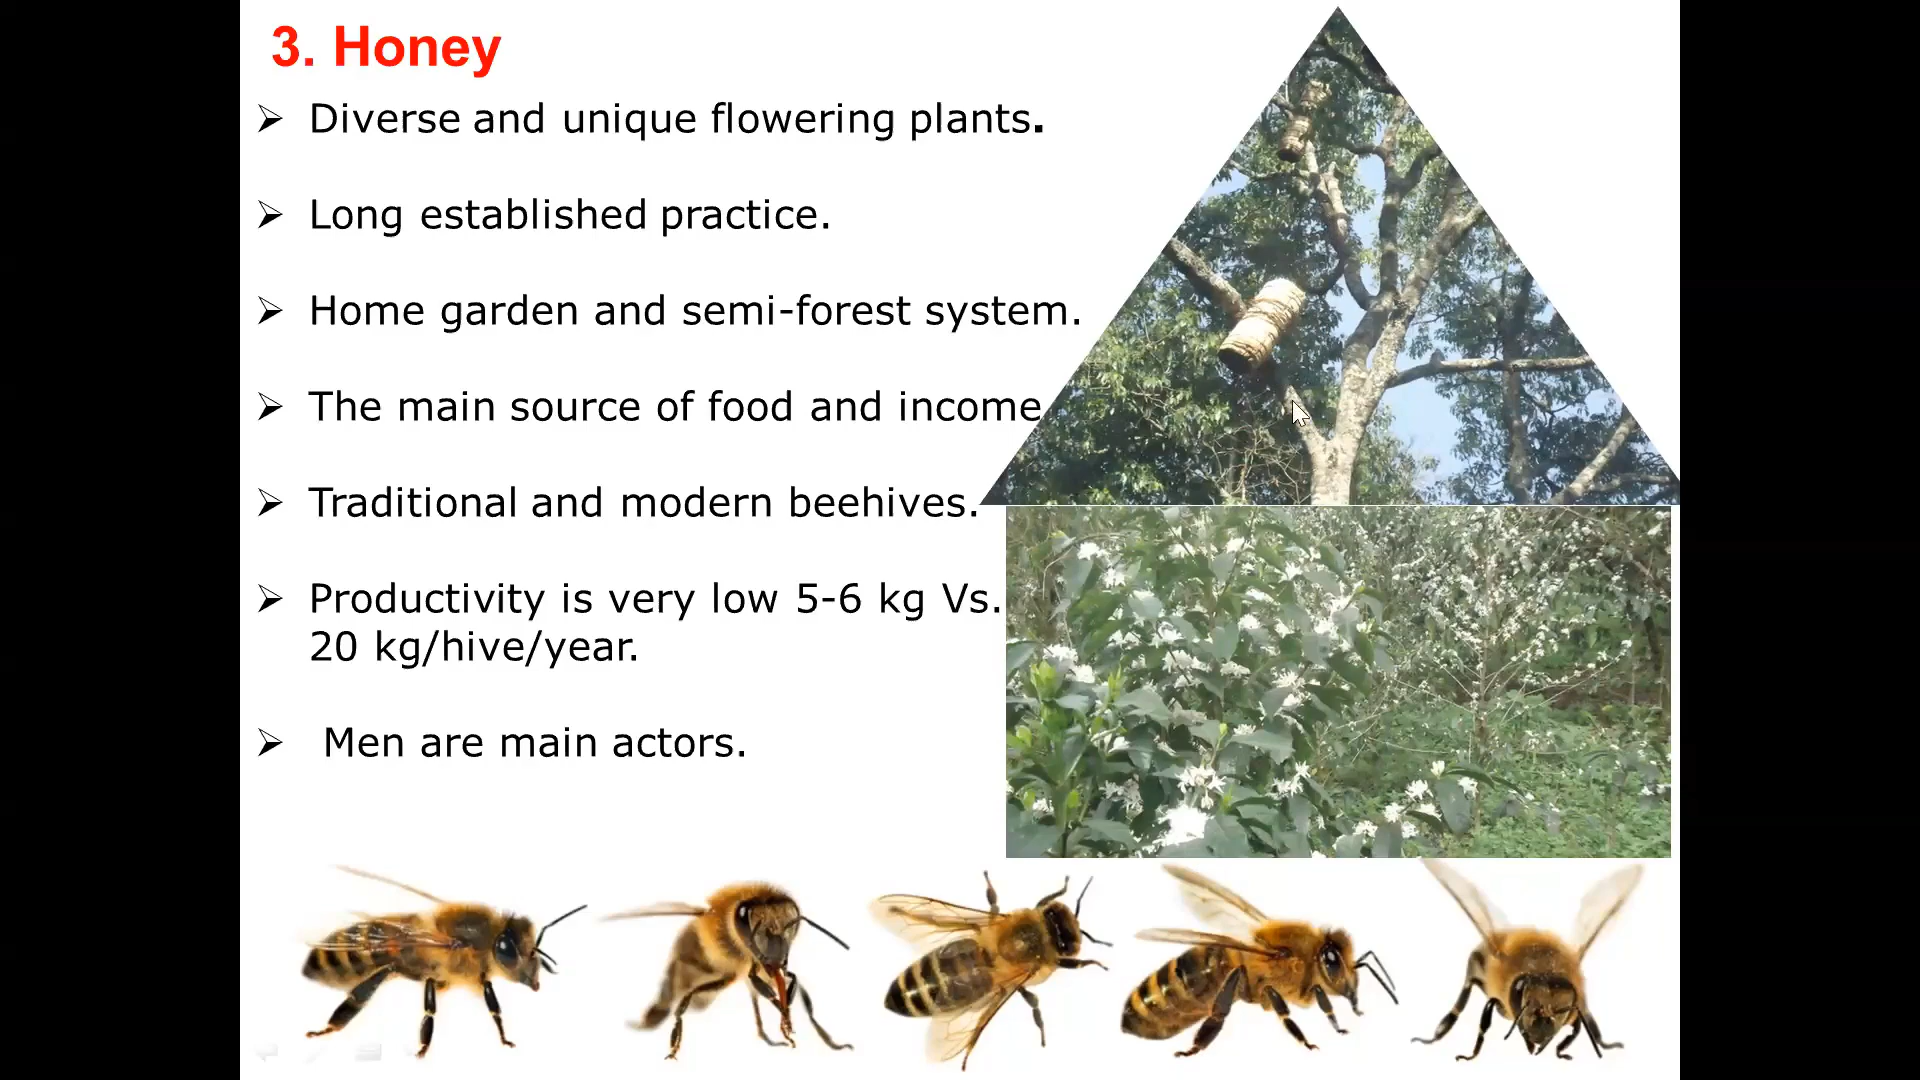 3. Honey
➢ Diverse and unique flowering plants.
➢ Long established practice.
➢ Home garden and semi-forest system.
➢ The main source of food and income
➢ Traditional and modern beehives.
➢ Productivity is very low 5-6 kg Vs.
20 kg/hive/year.
➢ Men are main actors.